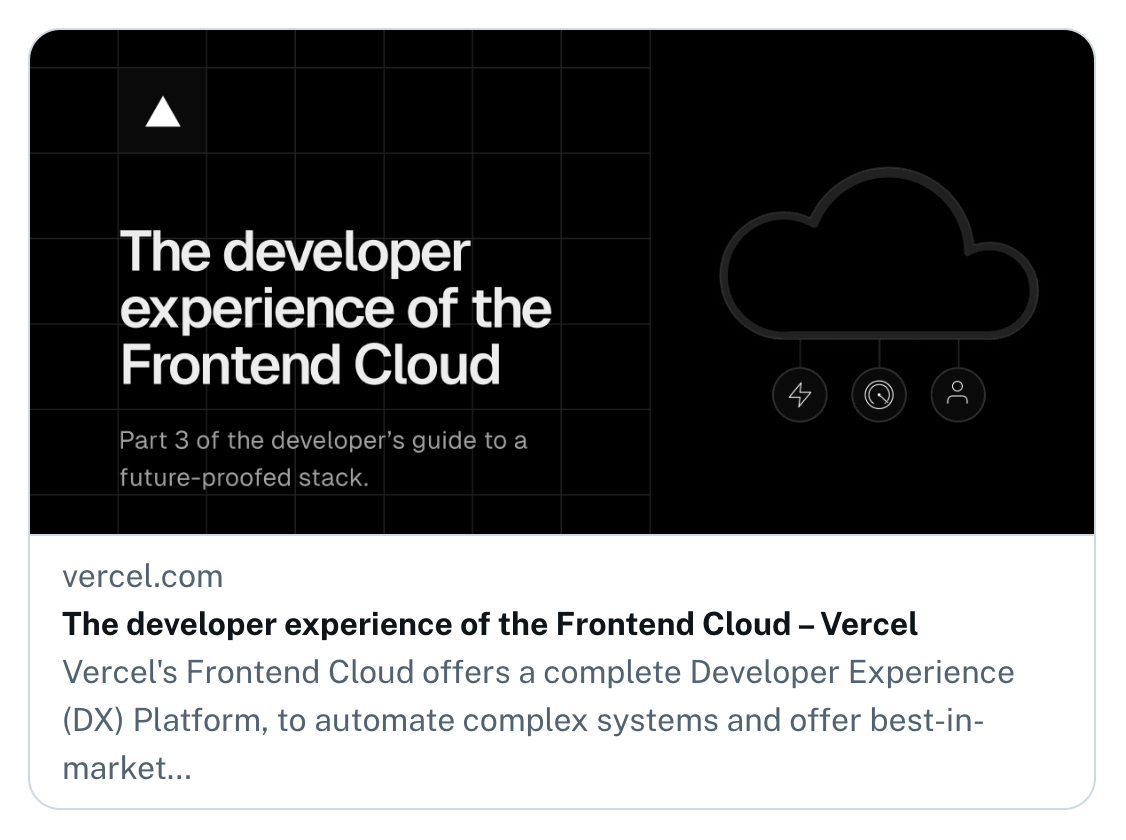 The developer
experience of the
Frontend Cloud
Part 3 of the developer’s guide to a
future-proofed stack.
vercel.com
The developer experience of the Frontend Cloud – Vercel
Vercel's Frontend Cloud offers a complete Developer Experience
(DX) Platform, to automate complex systems and offer best-in-
market...